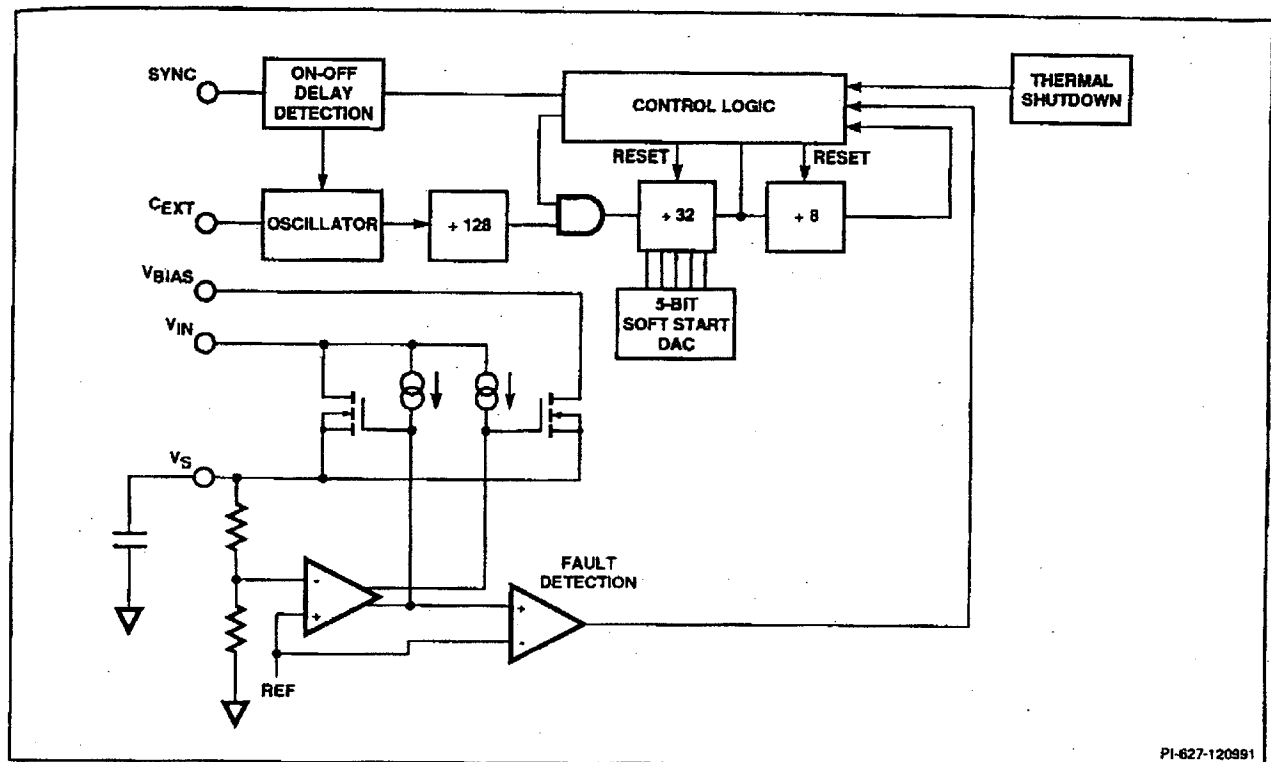 SYNC
ON-OFF
DELAY
DETECTION
CONTROL LOGIC
THERMAL
SHUTDOWN
RESET
RESET
CEXT
OSCILLATOR
÷ 128
÷ 32
÷ 8
VBIAS
5-BIT
SOFT START
DAC
VIN
VS
-
+
FAULT
DETECTION
+
-
REF
PI-627-120991